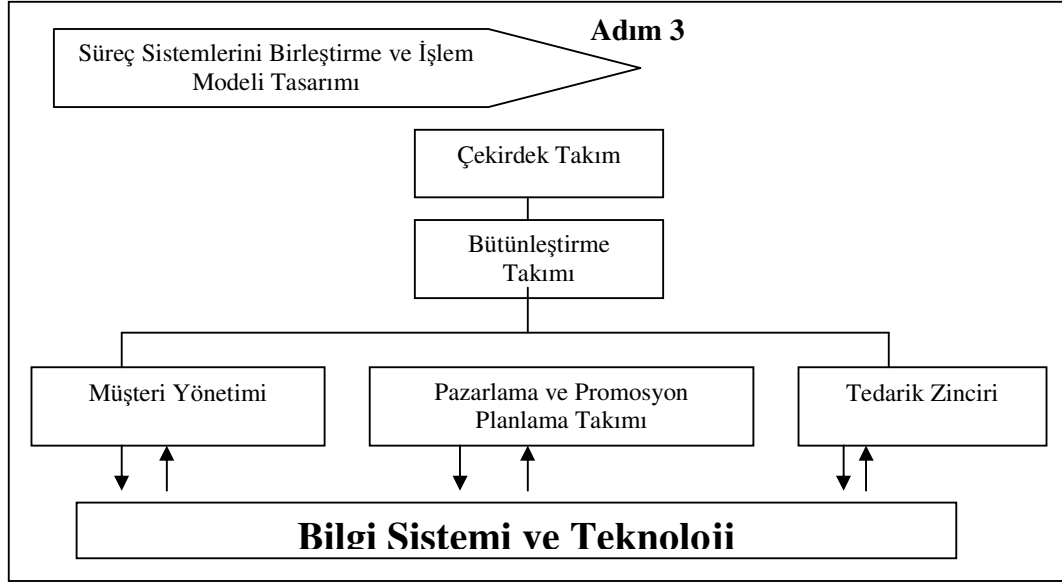 Adım 3
Süreç Sistemlerini Birleştirme ve İşlem
Modeli Tasarımı
Çekirdek Takım
Bütünleştirme
Takımı
Müşteri Yönetimi
Pazarlama ve Promosyon
Planlama Takımı
Tedarik Zinciri
Bilgi Sistemi ve Teknoloji